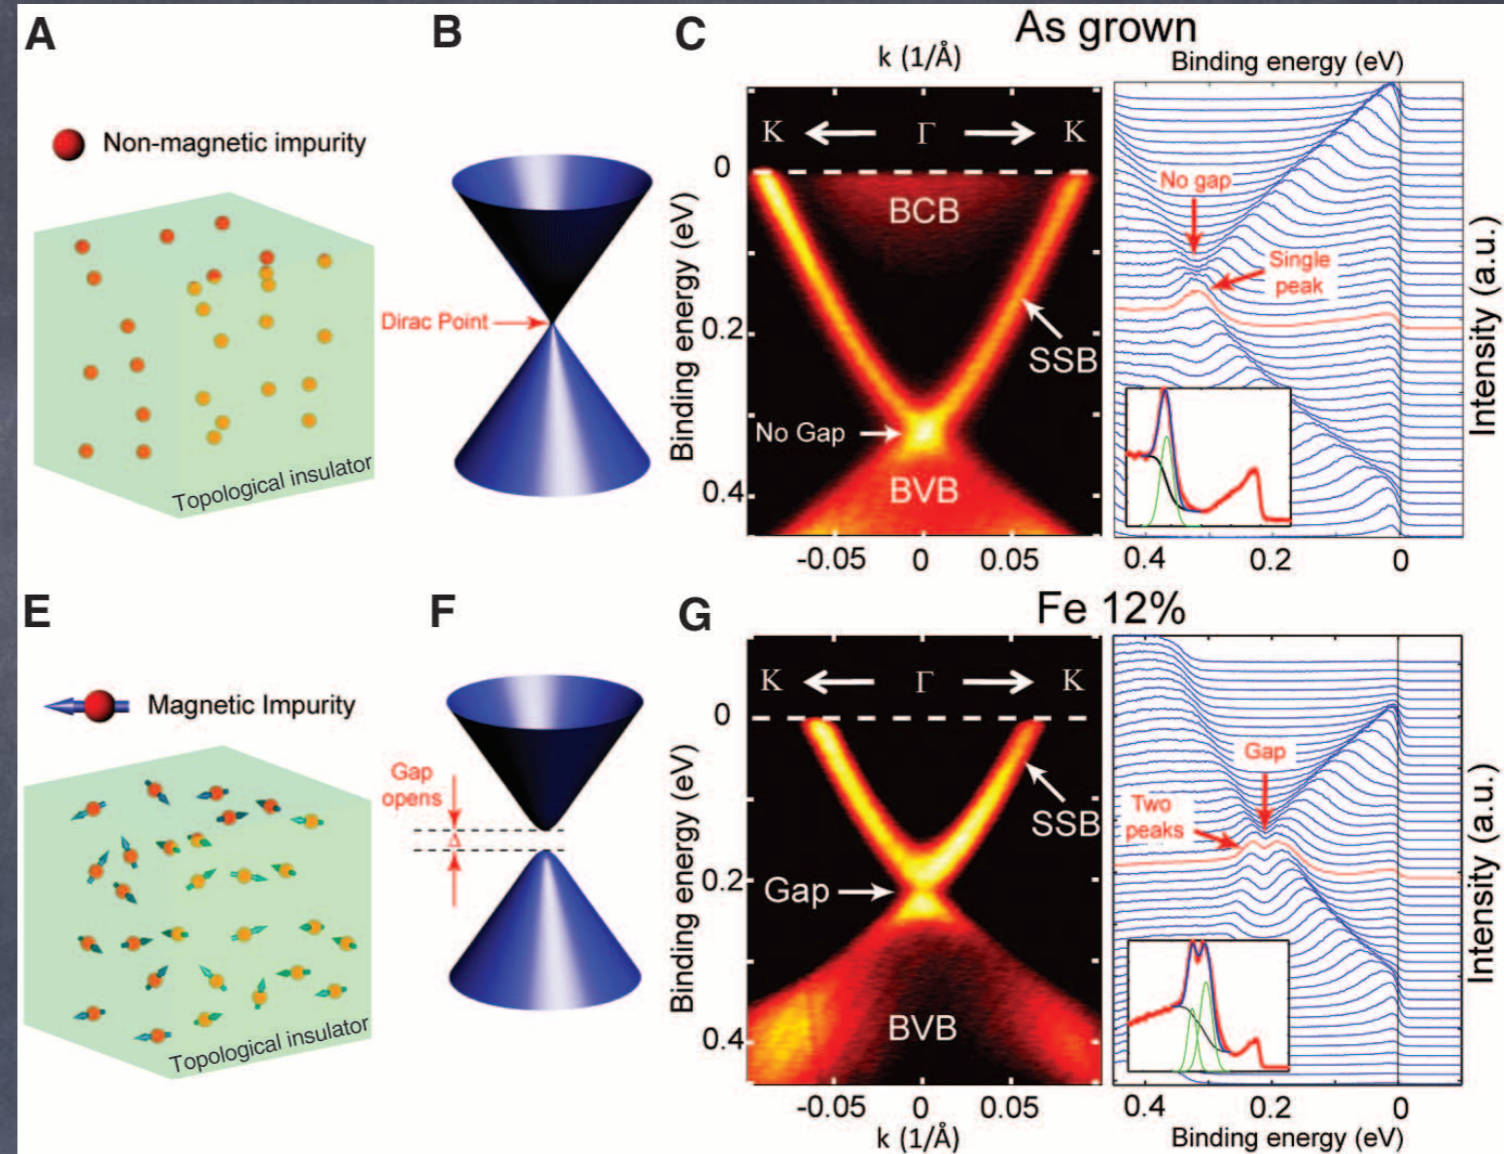 A
Non-magnetic impurity
Topological insulator
B
Dirac Point
C
As grown
k (1/Å)
K
Γ
K
0
BCB
0.2
SSB
No Gap
BVB
0.4
Binding energy (eV)
-0.05
0
0.05
Binding energy (eV)
No gap
Single
peak
Intensity (a.u.)
0.4
0.2
0
E
Magnetic Impurity
Topological insulator
F
Gap
opens
Δ
G
Fe 12%
K
Γ
K
0
SSB
0.2
Gap
BVB
0.4
Binding energy (eV)
-0.05
0
0.05
k (1/Å)
Gap
Two
peaks
Intensity (a.u.)
0.4
0.2
0
Binding energy (eV)